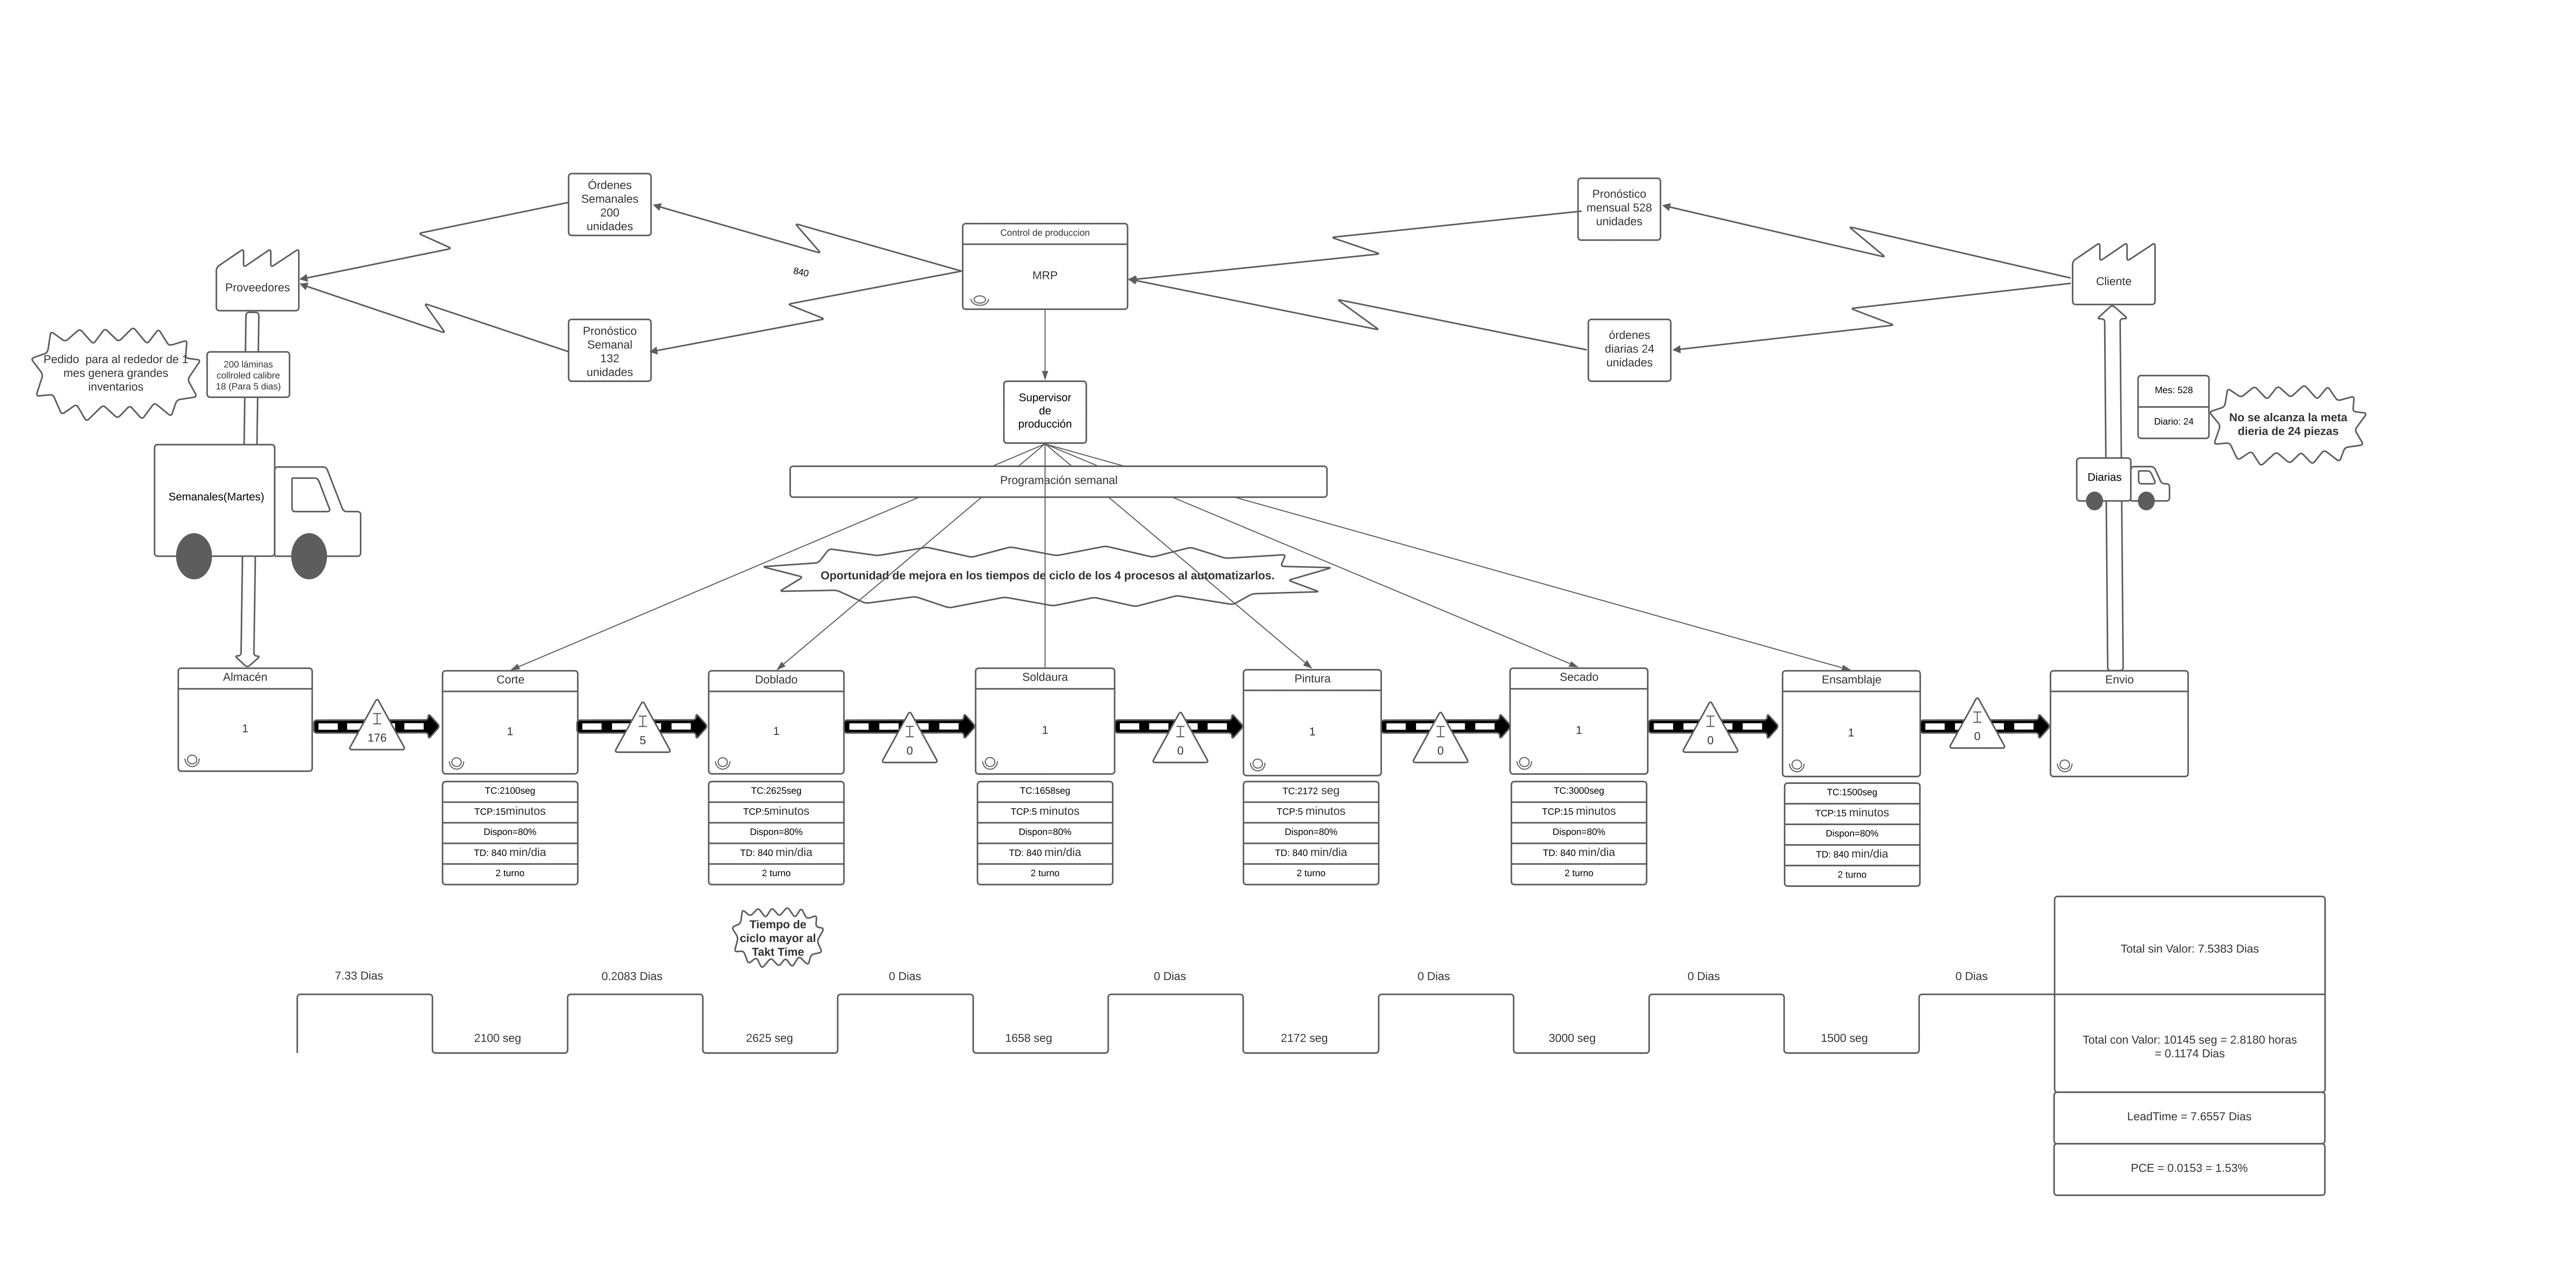 Órdenes
Semanales
200
unidades
Pronóstico
mensual 528
unidades
Control de produccion
MRP
840
Proveedores
Cliente
Pronóstico
Semanal
132
unidades
órdenes
diarias 24
unidades
Pedido  para al rededor de 1
mes genera grandes
inventarios
200 láminas
collroled calibre
18 (Para 5 dias)
Supervisor
de
producción
Mes: 528
Diario: 24
No se alcanza la meta
dieria de 24 piezas
Semanales(Martes)
Programación semanal
Diarias
Oportunidad de mejora en los tiempos de ciclo de los 4 procesos al automatizarlos.
Almacén
1
176
Corte
1
5
Doblado
1
0
Soldaura
1
0
Pintura
1
0
Secado
1
0
Ensamblaje
1
0
Envio
TC:2100seg
TCP:15minutos
Dispon=80%
TD: 840 min/dia
2 turno
TC:2625seg
TCP:5minutos
Dispon=80%
TD: 840 min/dia
2 turno
TC:1658seg
TCP:5 minutos
Dispon=80%
TD: 840 min/dia
2 turno
TC:2172 seg
TCP:5 minutos
Dispon=80%
TD: 840 min/dia
2 turno
TC:3000seg
TCP:15 minutos
Dispon=80%
TD: 840 min/dia
2 turno
TC:1500seg
TCP:15 minutos
Dispon=80%
TD: 840 min/dia
2 turno
Tiempo de
ciclo mayor al
Takt Time
7.33 Dias
0.2083 Dias
0 Dias
0 Dias
0 Dias
0 Dias
0 Dias
2100 seg
2625 seg
1658 seg
2172 seg
3000 seg
1500 seg
Total sin Valor: 7.5383 Dias
Total con Valor: 10145 seg = 2.8180 horas
= 0.1174 Dias
LeadTime = 7.6557 Dias
PCE = 0.0153 = 1.53%